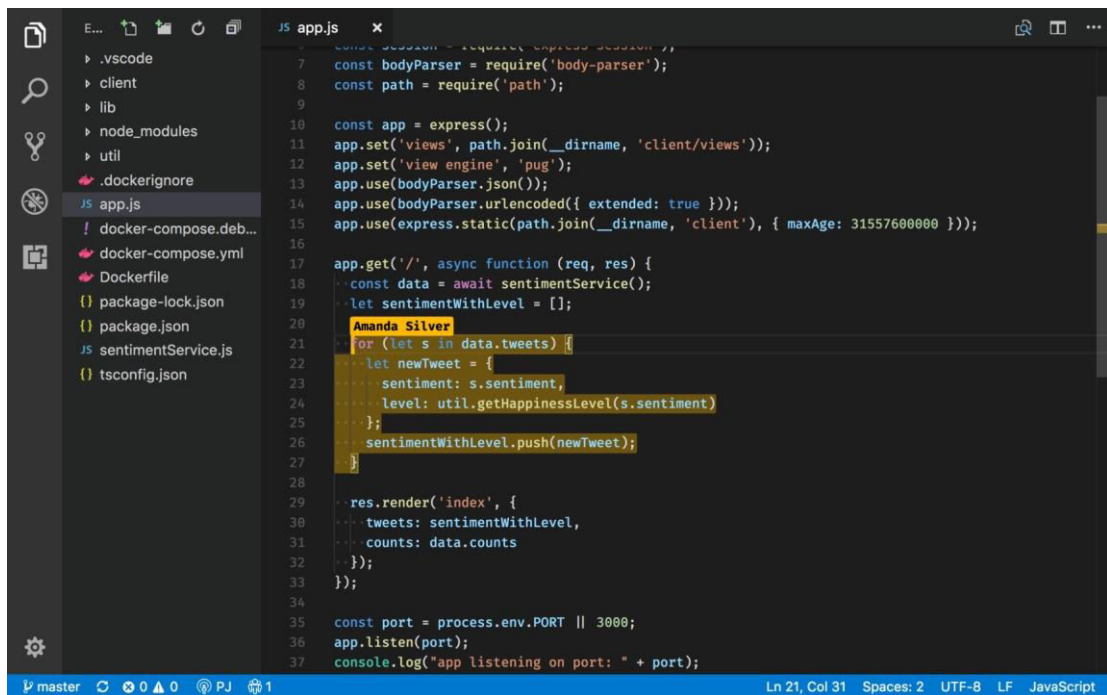 E...
JS app.js ×
.vscode
client
lib
node_modules
util
.dockerignore
JS app.js
! docker-compose.deb...
docker-compose.yml
Dockerfile
{} package-lock.json
{} package.json
JS sentimentService.js
{} tsconfig.json
const session = require('express-session');
7 const bodyParser = require('body-parser');
8 const path = require('path');
9
10 const app = express();
11 app.set('views', path.join(__dirname, 'client/views'));
12 app.set('view engine', 'pug');
13 app.use(bodyParser.json());
14 app.use(bodyParser.urlencoded({ extended: true }));
15 app.use(express.static(path.join(__dirname, 'client'), { maxAge: 31557600000 }));
16
17 app.get('/', async function (req, res) {
18 const data = await sentimentService();
19 let sentimentWithLevel = [];
20 Amanda Silver
21 for (let s in data.tweets) {
22 let newTweet = {
23 sentiment: s.sentiment,
24 level: util.getHappinessLevel(s.sentiment)
25 };
26 sentimentWithLevel.push(newTweet);
27 }
28
29 res.render('index', {
30 tweets: sentimentWithLevel,
31 counts: data.counts
32 });
33 });
34
35 const port = process.env.PORT || 3000;
36 app.listen(port);
37 console.log("app listening on port: " + port);
master 0 0 PJ 1 Ln 21, Col 31 Spaces: 2 UTF-8 LF JavaScript